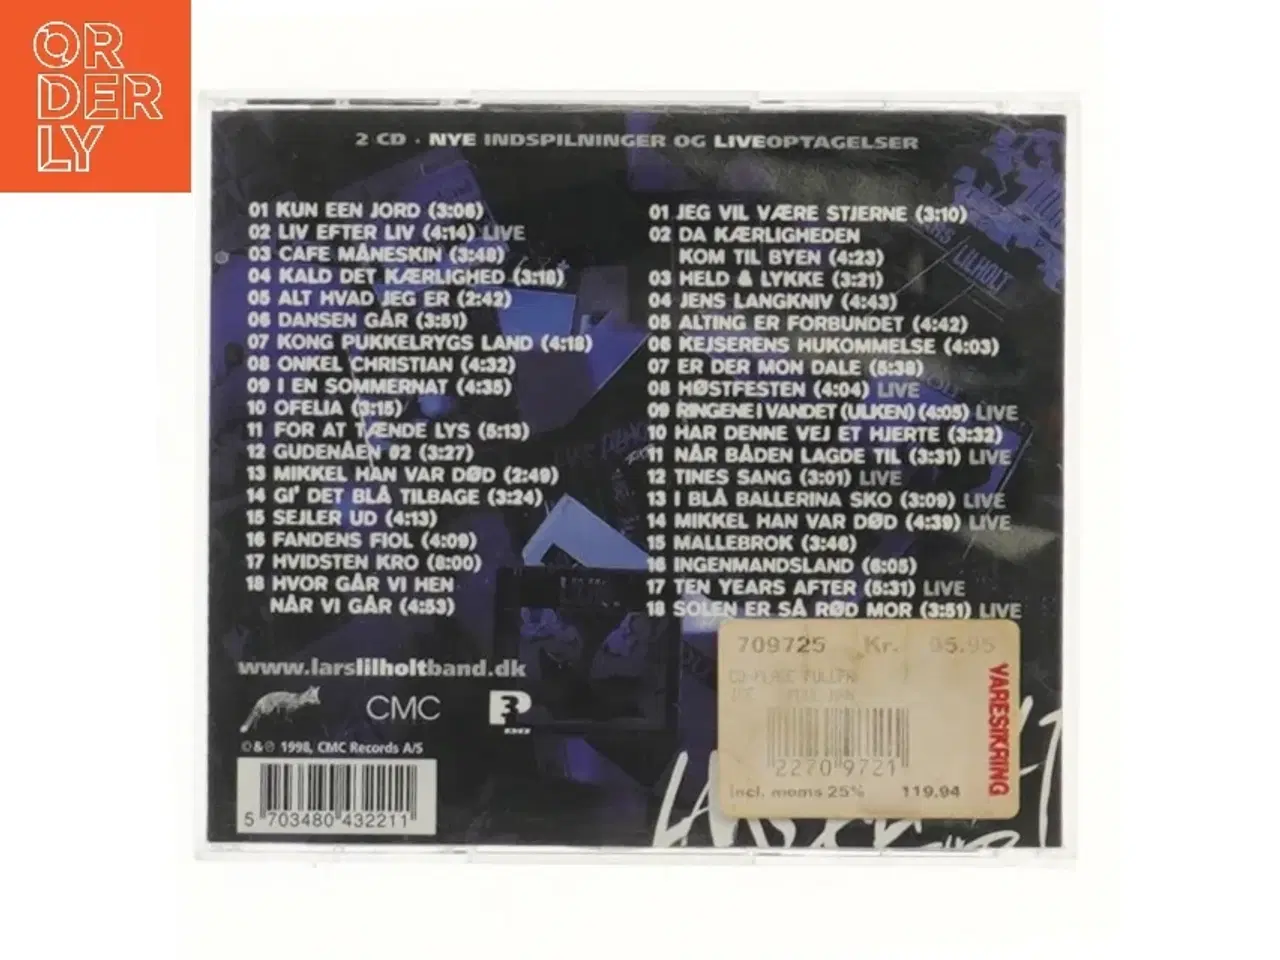 ORDERLY
2 CD · NYE INDSPILNINGER OG LIVEOPTAGELSER
01 KUN EEN JORD (3:06)
02 LIV EFTER LIV (4:14) LIVE
03 CAFE MÅNESKIN (3:48)
04 KALD DET KÆRLIGHED (3:18)
05 ALT HVAD JEG ER (2:42)
06 DANSEN GÅR (3:51)
07 KONG PUKKELRYGS LAND (4:18)
08 ONKEL CHRISTIAN (4:32)
09 I EN SOMMERNAT (4:35)
10 OFELIA (3:15)
11 FOR AT TÆNDE LYS (5:13)
12 GUDENÅEN 02 (3:27)
13 MIKKEL HAN VAR DØD (2:49)
14 GI' DET BLÅ TILBAGE (3:24)
15 SEJLER UD (4:13)
16 FANDENS FIOL (4:09)
17 HVIDSTEN KRO (8:00)
18 HVOR GÅR VI HEN
NÅR VI GÅR (4:53)
01 JEG VIL VÆRE STJERNE (3:10)
02 DA KÆRLIGHEDEN
KOM TIL BYEN (4:23)
03 HELD & LYKKE (3:21)
04 JENS LANGKNIV (4:43)
05 ALTING ER FORBUNDET (4:42)
06 KEJSERENS HUKOMMELSE (4:03)
07 ER DER MON DALE (5:38)
08 HØSTFESTEN (4:04) LIVE
09 RINGENE I VANDET (ULKEN) (4:05) LIVE
10 HAR DENNE VEJ ET HJERTE (3:32)
11 NÅR BÅDEN LAGDE TIL (3:31) LIVE
12 TINES SANG (3:01) LIVE
13 I BLÅ BALLERINA SKO (3:09) LIVE
14 MIKKEL HAN VAR DØD (4:39) LIVE
15 MALLEBROK (3:46)
16 INGENMANDSLAND (6:05)
17 TEN YEARS AFTER (5:31) LIVE
18 SOLEN ER SÅ RØD MOR (3:51) LIVE
LILHOLT
www.larslilholtband.dk
CMC
P3
©&℗ 1998, CMC Records A/S
5 703480 432211
709725 Kr. 95.95
2270 9721
Incl. moms 25% 119.94
VARESIKRING